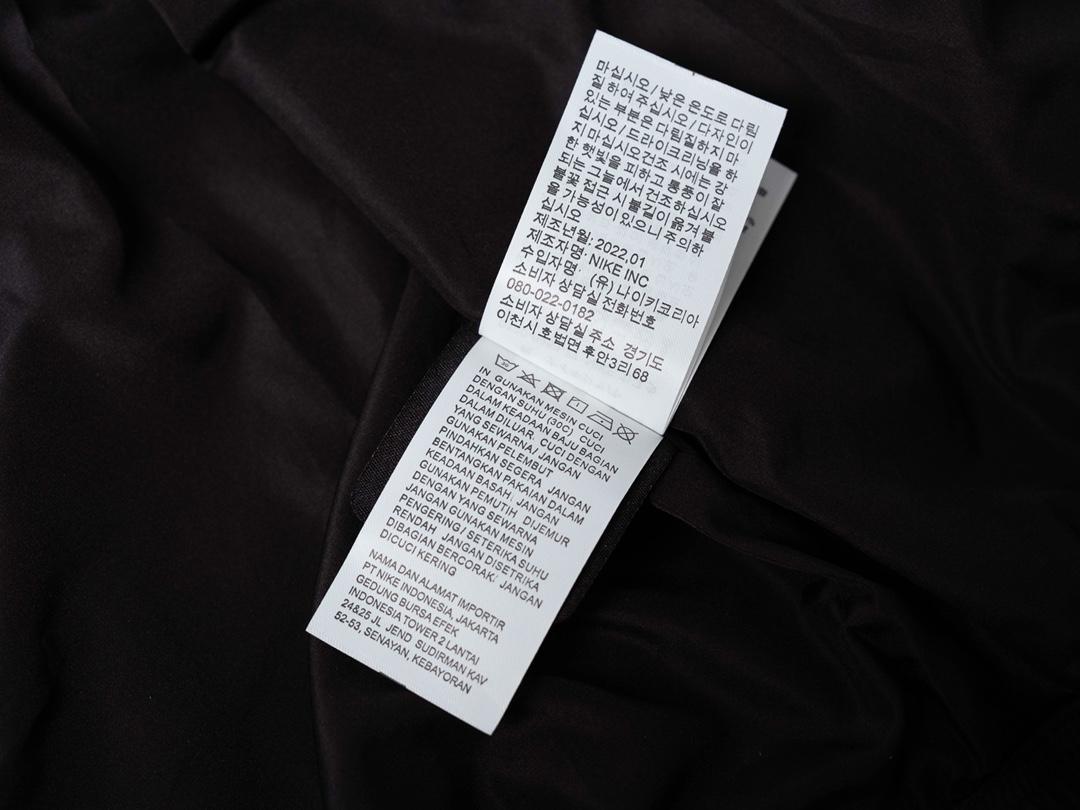 마십시오/낮은 온도로 다림
질 하여 주십시오/다자인이
있는 부분은 다림질하지 마
십시오/드라이크리닝을 하
지 마십시오건조 시에는 강
한 햇빛을 피하고 통풍이 잘
되는 그늘에서 건조하십시오
불꽃 접근 시 불길이 옮겨 붙
을 가능성이 있으니 주의하
십시오
제조년월: 2022.01
제조자명: NIKE INC
수입자명: (유)나이키코리아
소비자 상담실 전화번호
080-022-0182
소비자 상담실 주소 경기도
이천시 호법면 후안3리 68
IN GUNAKAN MESIN CUCI
DENGAN SUHU (30C) CUCI
DALAM KEADAAN BAJU BAGIAN
DALAM DILUAR. CUCI DENGAN
YANG SEWARNA/ JANGAN
GUNAKAN PELEMBUT
PINDAHKAN SEGERA JANGAN
BENTANGKAN PAKAIAN DALAM
KEADAAN BASAH. JANGAN
GUNAKAN PEMUTIH DIJEMUR
DENGAN YANG SEWARNA
JANGAN GUNAKAN MESIN
PENGERING/ SETERIKA SUHU
RENDAH JANGAN DISETRIKA
DIBAGIAN BERCORAK/ JANGAN
DICUCI KERING
NAMA DAN ALAMAT IMPORTIR
PT NIKE INDONESIA, JAKARTA
GEDUNG BURSA EFEK
INDONESIA TOWER 2 LANTAI
24&25 JL JEND SUDIRMAN KAV
52-53, SENAYAN, KEBAYORAN